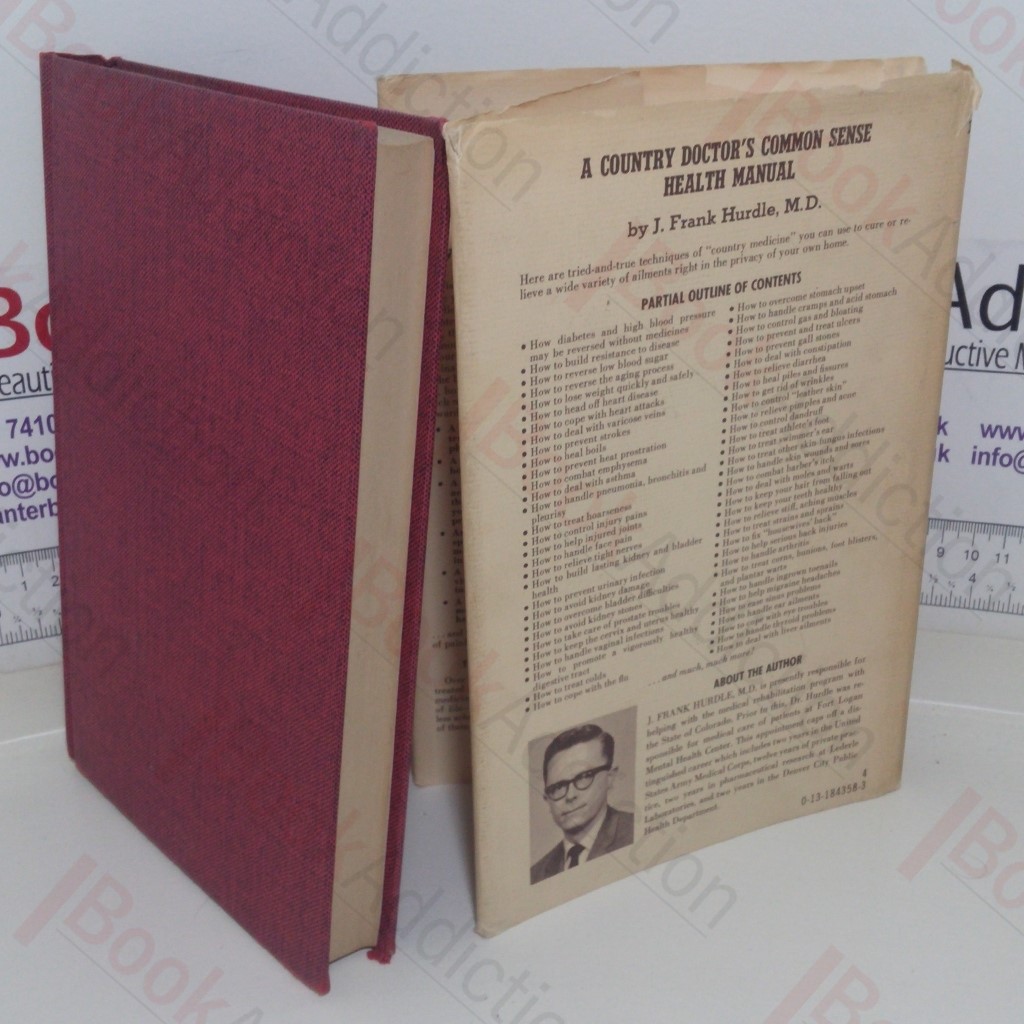 A COUNTRY DOCTOR'S COMMON SENSE
HEALTH MANUAL
by J. Frank Hurdle, M.D.
Here are tried-and-true techniques of "country medicine" you can use to cure or re-
lieve a wide variety of ailments right in the privacy of your own home.
PARTIAL OUTLINE OF CONTENTS
• How diabetes and high blood pressure
may be reversed without medicines
• How to build resistance to disease
• How to reverse low blood sugar
• How to reverse the aging process
• How to lose weight quickly and safely
• How to head off heart disease
• How to cope with heart attacks
• How to deal with varicose veins
• How to prevent strokes
• How to heal boils
• How to prevent heat prostration
• How to combat emphysema
• How to deal with asthma
• How to handle pneumonia, bronchitis and
pleurisy
• How to treat hoarseness
• How to control injury pains
• How to help injured joints
• How to handle face pain
• How to relieve tight nerves
• How to build lasting kidney and bladder
health
• How to prevent urinary infection
• How to avoid kidney damage
• How to overcome bladder difficulties
• How to avoid kidney stones
• How to take care of prostate troubles
• How to keep the cervix and uterus healthy
• How to handle vaginal infections
• How to promote a vigorously healthy
digestive tract
• How to treat colds
• How to cope with the flu
• How to overcome stomach upset
• How to handle cramps and acid stomach
• How to control gas and bloating
• How to prevent and treat ulcers
• How to prevent gall stones
• How to deal with constipation
• How to relieve diarrhea
• How to heal piles and fissures
• How to get rid of wrinkles
• How to control "leather skin"
• How to relieve pimples and acne
• How to control dandruff
• How to treat athlete's foot
• How to treat swimmer's ear
• How to treat other skin-fungus infections
• How to handle skin wounds and sores
• How to combat barber's itch
• How to deal with moles and warts
• How to keep your hair from falling out
• How to keep your teeth healthy
• How to relieve stiff, aching muscles
• How to treat strains and sprains
• How to fix "housewives' back"
• How to help serious back injuries
• How to handle arthritis
• How to treat corns, bunions, foot blisters,
and plantar warts
• How to handle ingrown toenails
• How to help migraine headaches
• How to ease sinus problems
• How to handle ear ailments
• How to cope with eye troubles
• How to handle thyroid problems
• How to deal with liver ailments
. . . and much, much more!
ABOUT THE AUTHOR
J. FRANK HURDLE, M.D. is presently responsible for
helping with the medical rehabilitation program with
the State of Colorado. Prior to this, Dr. Hurdle was re-
sponsible for medical care of patients at Fort Logan
Mental Health Center. This appointment caps off a dis-
tinguished career which includes two years in the United
States Army Medical Corps, twelve years of private prac-
tice, two years in pharmaceutical research at Lederle
Laboratories, and two years in the Denver City Public
Health Department.
4
0-13-184358-3
Bo
eauti
7410
w.boo
o@bo
anterb
Ad
uctive M
k www.
k info@
1 2
9 10 11
BookAddiction